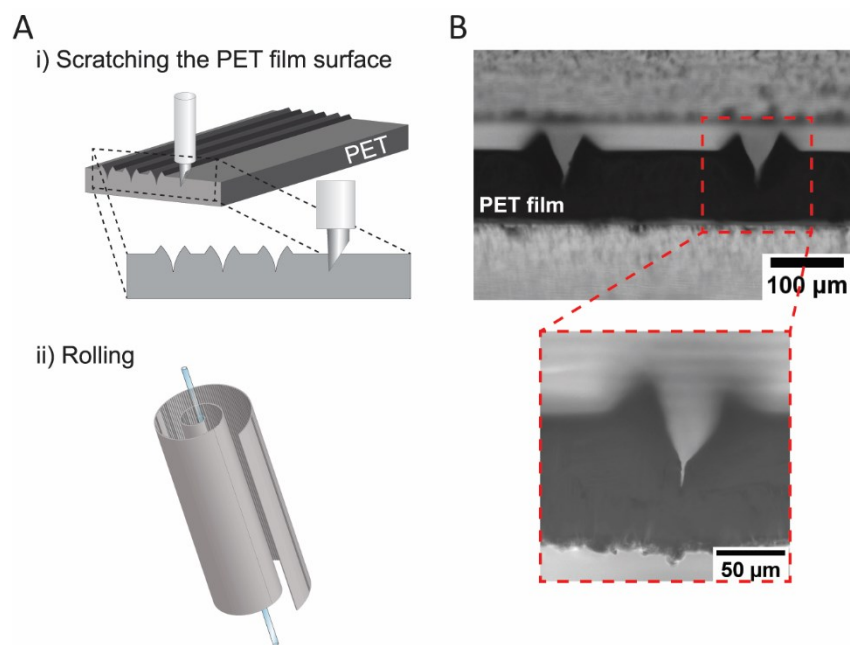 A
i) Scratching the PET film surface
PET
ii) Rolling
B
PET film
100 µm
50 µm